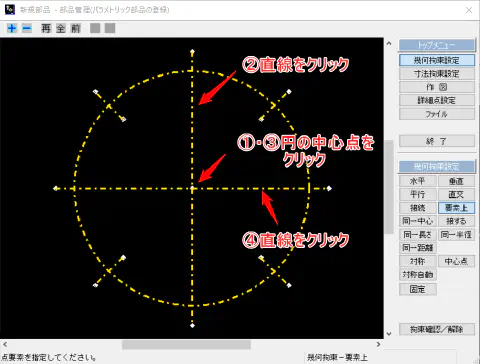 新規部品 - 部品管理(パラメトリック部品の登録)
再 全 前
トップメニュー
幾何拘束設定
寸法拘束設定
作 図
詳細点設定
ファイル
終 了
幾何拘束設定
水平 垂直
平行 直交
接続 要素上
同一中心 接する
同一長さ 同一半径
同一距離
対称 中心点
対称自動
固定
拘束確認/解除
②直線をクリック
①・③円の中心点を
クリック
④直線をクリック
点要素を指定してください。
幾何拘束-要素上